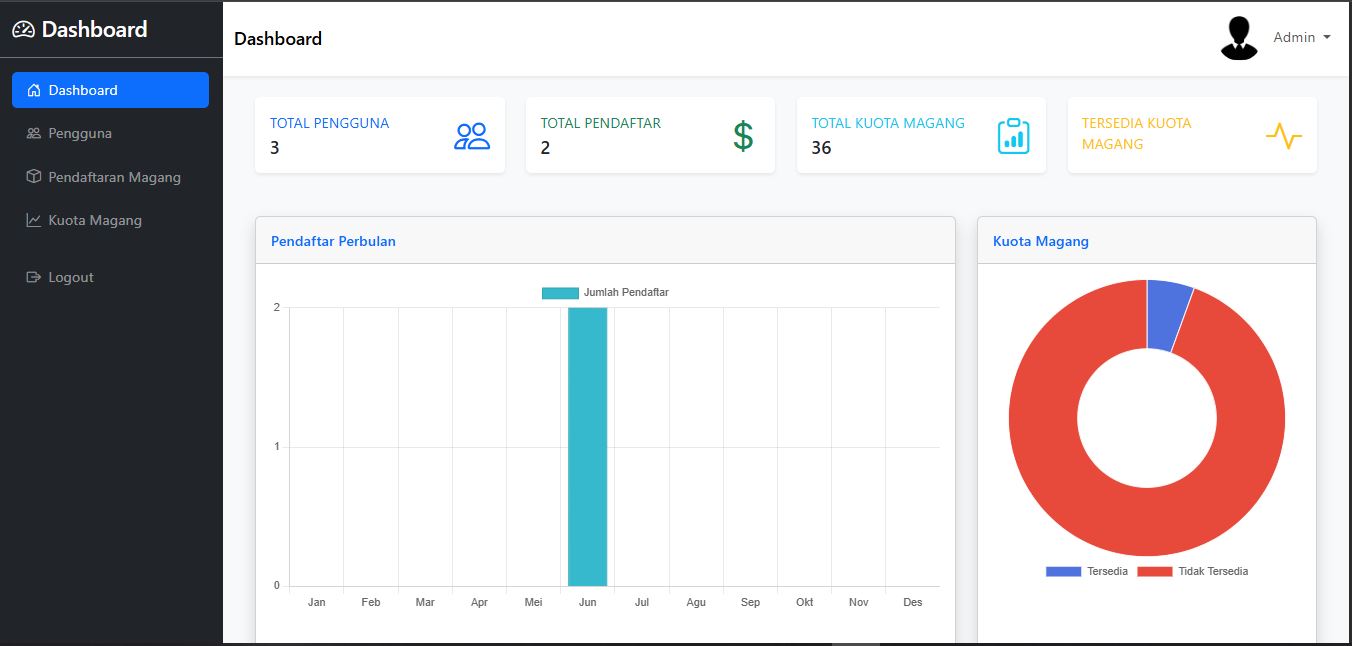 Dashboard
Dashboard
Pengguna
Pendaftaran Magang
Kuota Magang
Logout
Dashboard
Admin
TOTAL PENGGUNA
3
TOTAL PENDAFTAR
2
$
TOTAL KUOTA MAGANG
36
TERSEDIA KUOTA
MAGANG
Pendaftar Perbulan
Jumlah Pendaftar
2
1
0
Jan Feb Mar Apr Mei Jun Jul Agu Sep Okt Nov Des
Kuota Magang
Tersedia Tidak Tersedia